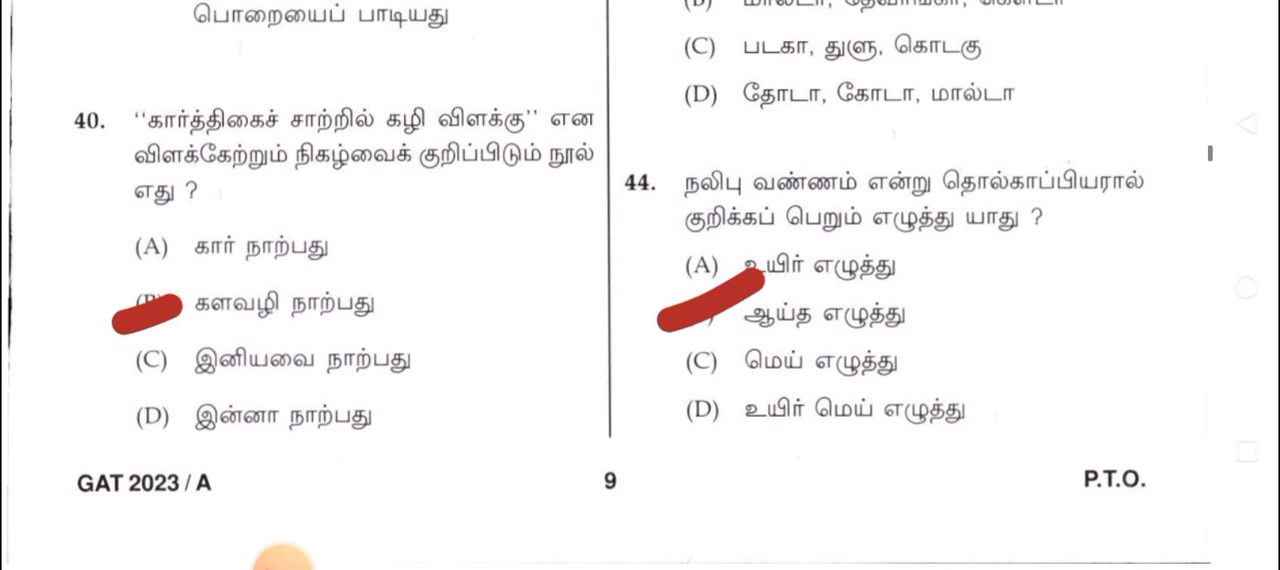 பொறையைப் பாடியது
40. “கார்த்திகைச் சாற்றில் கழி விளக்கு” என
விளக்கேற்றும் நிகழ்வைக் குறிப்பிடும் நூல்
எது ?
(A) கார் நாற்பது
களவழி நாற்பது
(C) இனியவை நாற்பது
(D) இன்னா நாற்பது
(C) படகா, துளு, கொடகு
(D) தோடா, கோடா, மால்டா
44. நலிபு வண்ணம் என்று தொல்காப்பியரால்
குறிக்கப் பெறும் எழுத்து யாது ?
(A) உயிர் எழுத்து
ஆய்த எழுத்து
(C) மெய் எழுத்து
(D) உயிர் மெய் எழுத்து
GAT 2023 / A
9
P.T.O.